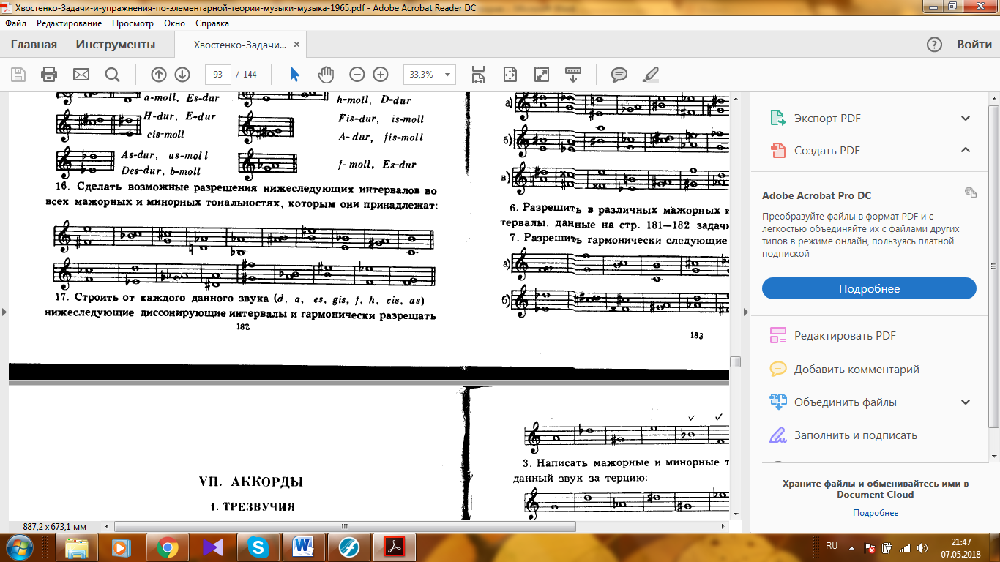 Хвостенко-Задачи-и-упражнения-по-элементарной-теории-музыки-музыка-1965.pdf - Adobe Acrobat Reader DC
Файл Редактирование Просмотр Окно Справка
Главная Инструменты Хвостенко-Задачи... × ? Войти
93 / 144 33,3%
a-moll, Es-dur
h-moll, D-dur
H-dur, E-dur
cis-moll
Fis-dur, is-moll
A-dur, fis-moll
As-dur, as-moll
Des-dur, b-moll
f-moll, Es-dur
16. Сделать возможные разрешения нижеследующих интервалов во
всех мажорных и минорных тональностях, которым они принадлежат:
17. Строить от каждого данного звука (d, a, es, gis, f, h, cis, as)
нижеследующие диссонирующие интервалы и гармонически разрешать
182
а)
б)
в)
6. Разрешить в различных мажорных и
тервалы, данные на стр. 181—182 задачи
7. Разрешить гармонически следующие
а)
б)
183
VII. АККОРДЫ
1. ТРЕЗВУЧИЯ
3. Написать мажорные и минорные т
данный звук за терцию:
887,2 x 673,1 мм
Экспорт PDF
Создать PDF
Adobe Acrobat Pro DC
Преобразуйте файлы в формат PDF и с
легкостью объединяйте их с файлами других
типов в режиме онлайн, пользуясь платной
подпиской
Подробнее
Редактировать PDF
Добавить комментарий
Объединить файлы
Заполнить и подписать
Храните файлы и обменивайтесь ими в
Document Cloud
Подробнее
RU
21:47
07.05.2018